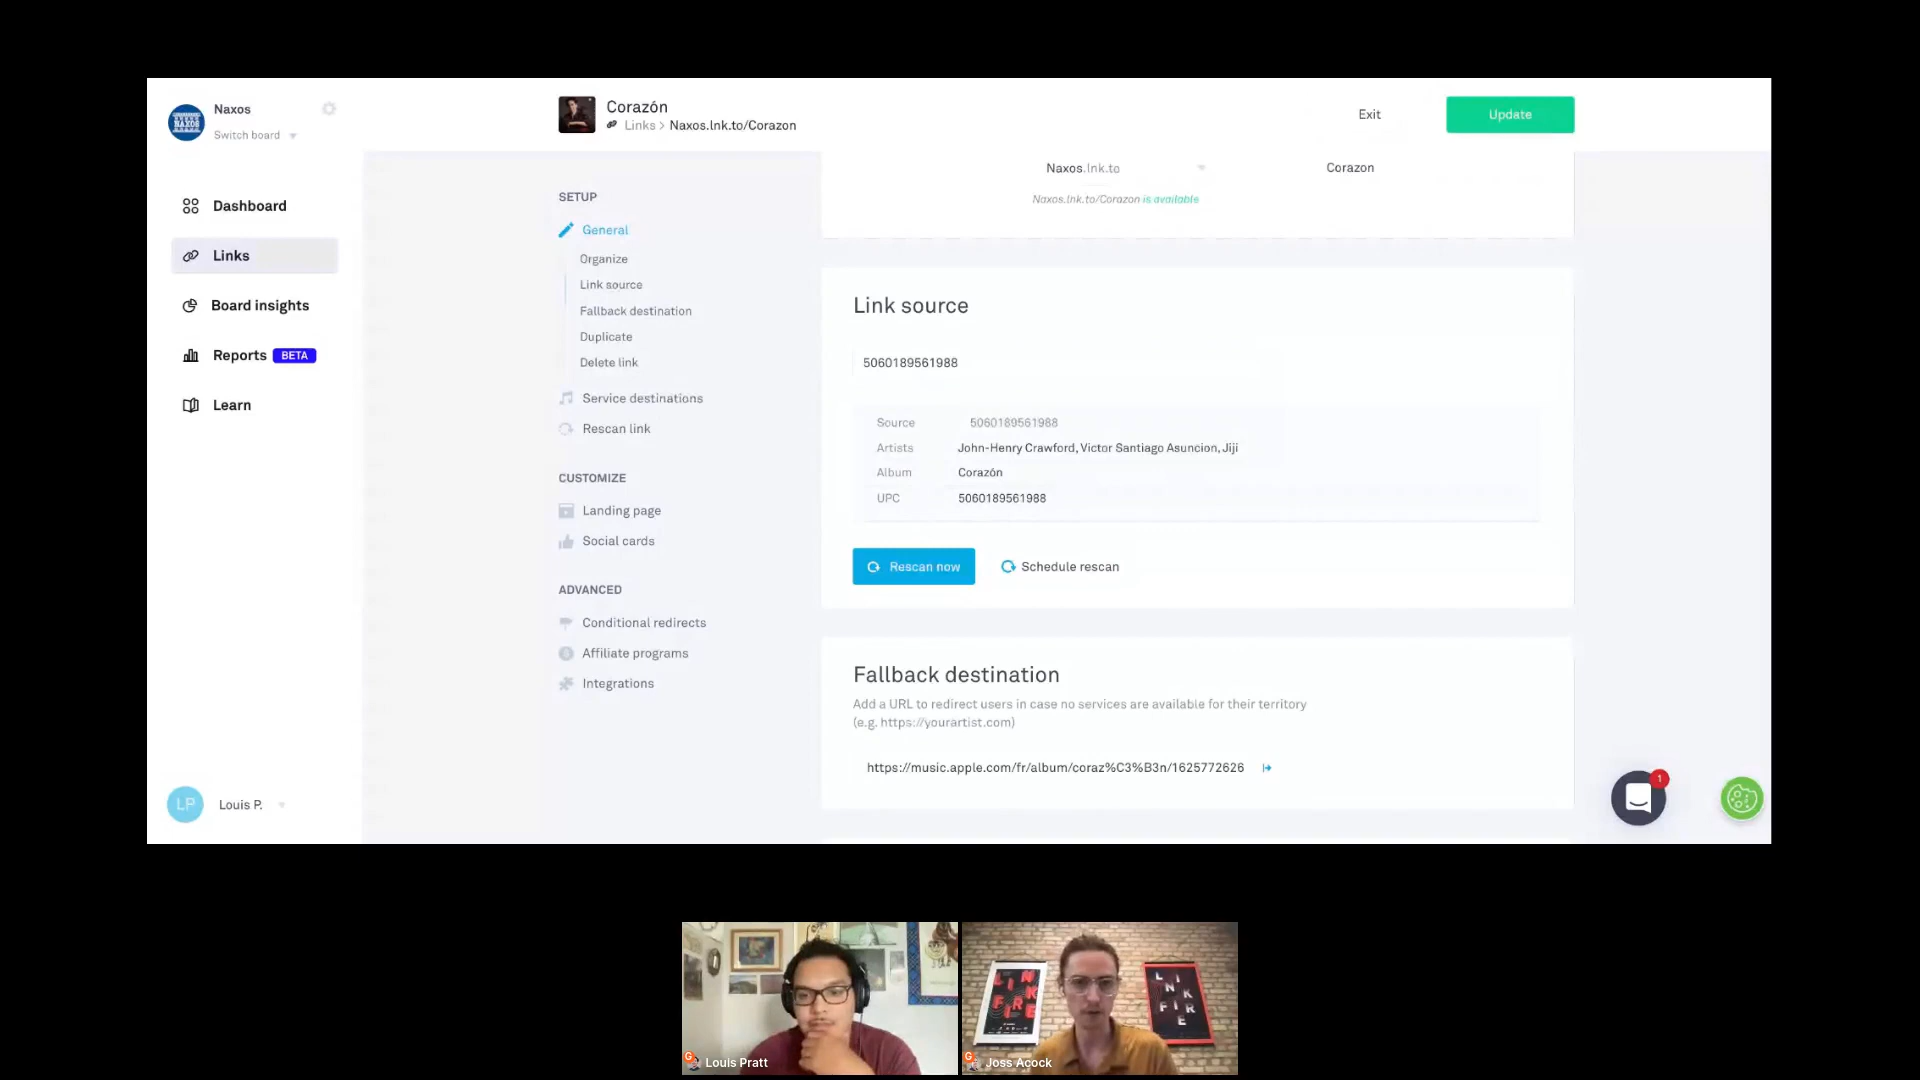 Naxos
Switch board
Dashboard
Links
Board insights
Reports BETA
Learn
LP Louis P.
Corazón
Links > Naxos.lnk.to/Corazon
Exit
Update
SETUP
General
Organize
Link source
Fallback destination
Duplicate
Delete link
Service destinations
Rescan link
CUSTOMIZE
Landing page
Social cards
ADVANCED
Conditional redirects
Affiliate programs
Integrations
Naxos.lnk.to
Corazon
Naxos.lnk.to/Corazon is available
Link source
5060189561988
Source 5060189561988
Artists John-Henry Crawford, Victor Santiago Asuncion, Jiji
Album Corazón
UPC 5060189561988
Rescan now
Schedule rescan
Fallback destination
Add a URL to redirect users in case no services are available for their territory
(e.g. https://yourartist.com)
https://music.apple.com/fr/album/coraz%C3%B3n/1625772626
1
NAXOS
LINKFIRE
LINKFIRE
G Louis Pratt
G Joss Acock